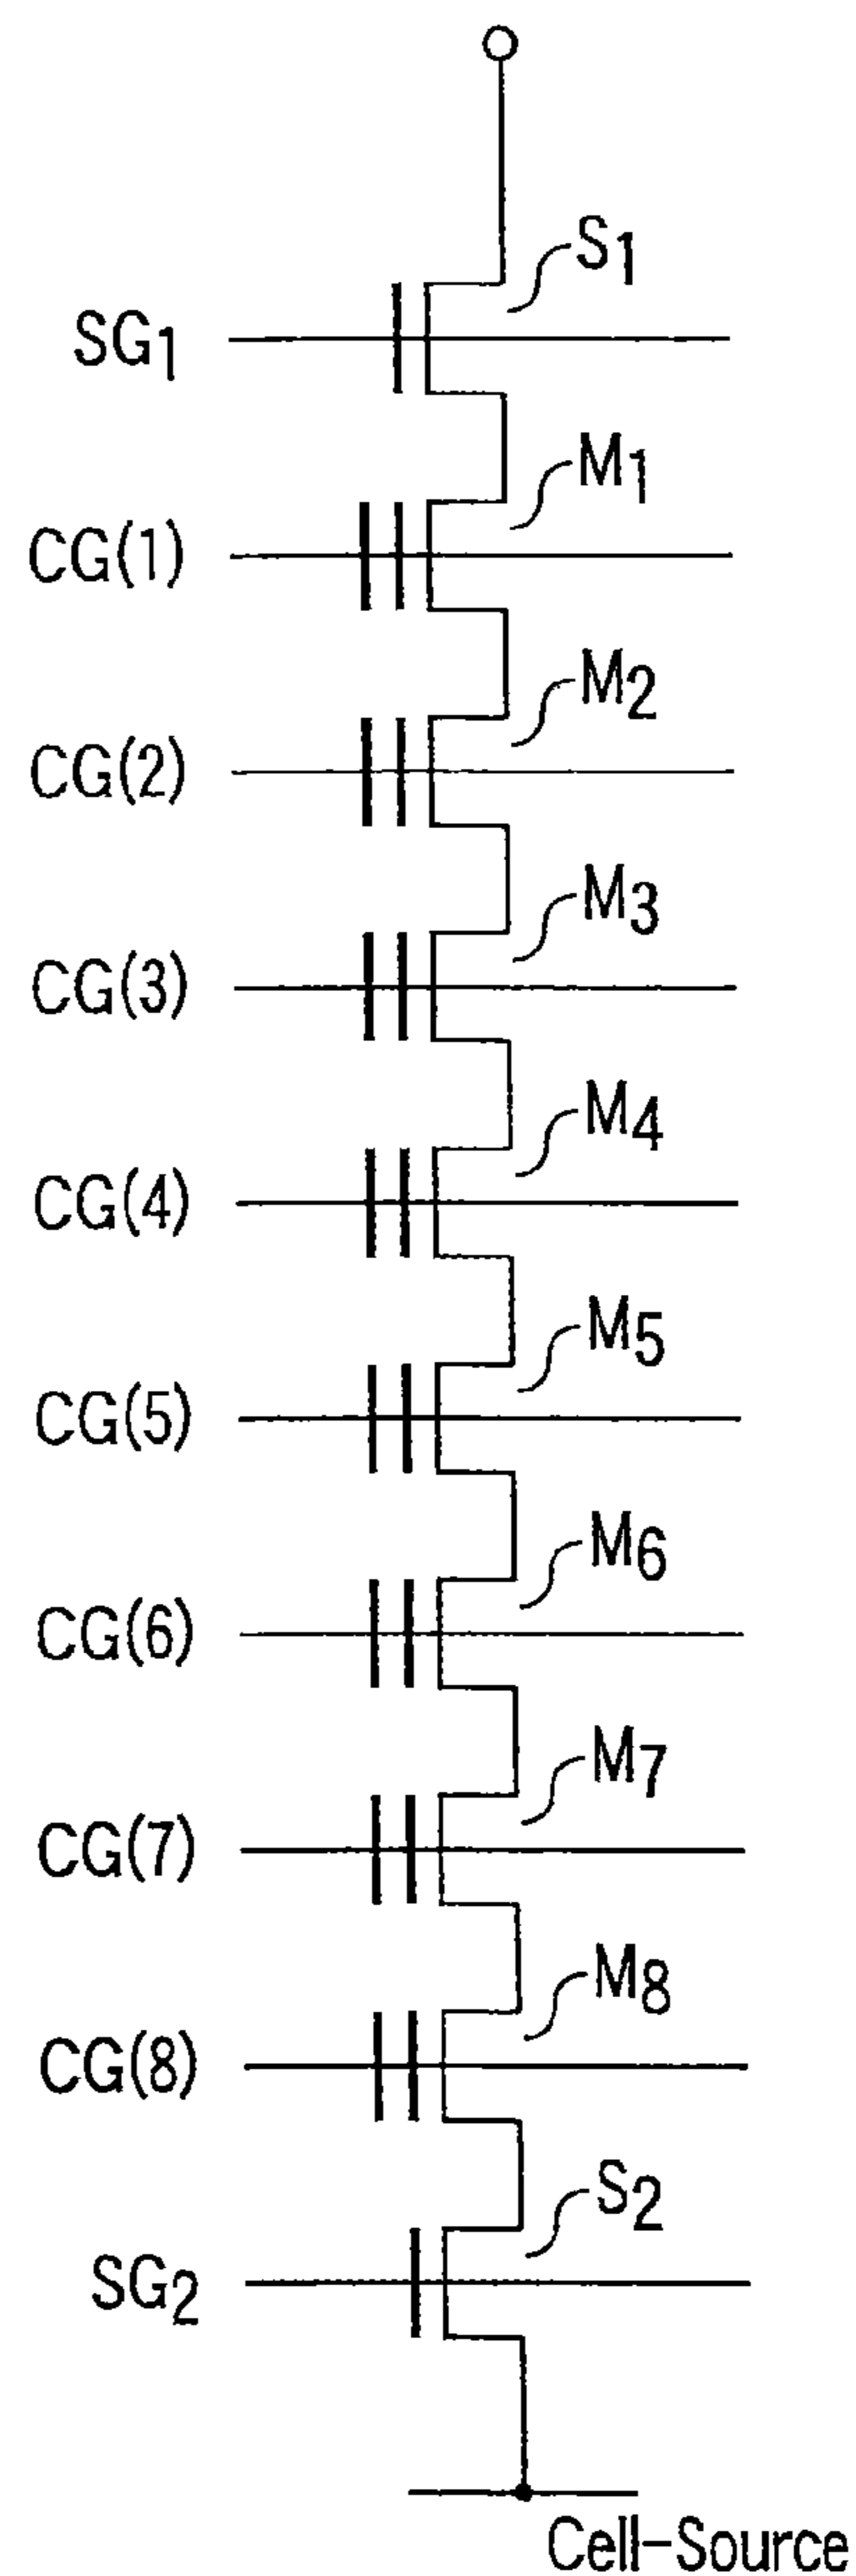 S1
SG1
M1
CG(1)
M2
CG(2)
M3
CG(3)
M4
CG(4)
M5
CG(5)
M6
CG(6)
M7
CG(7)
M8
CG(8)
S2
SG2
Cell-Source